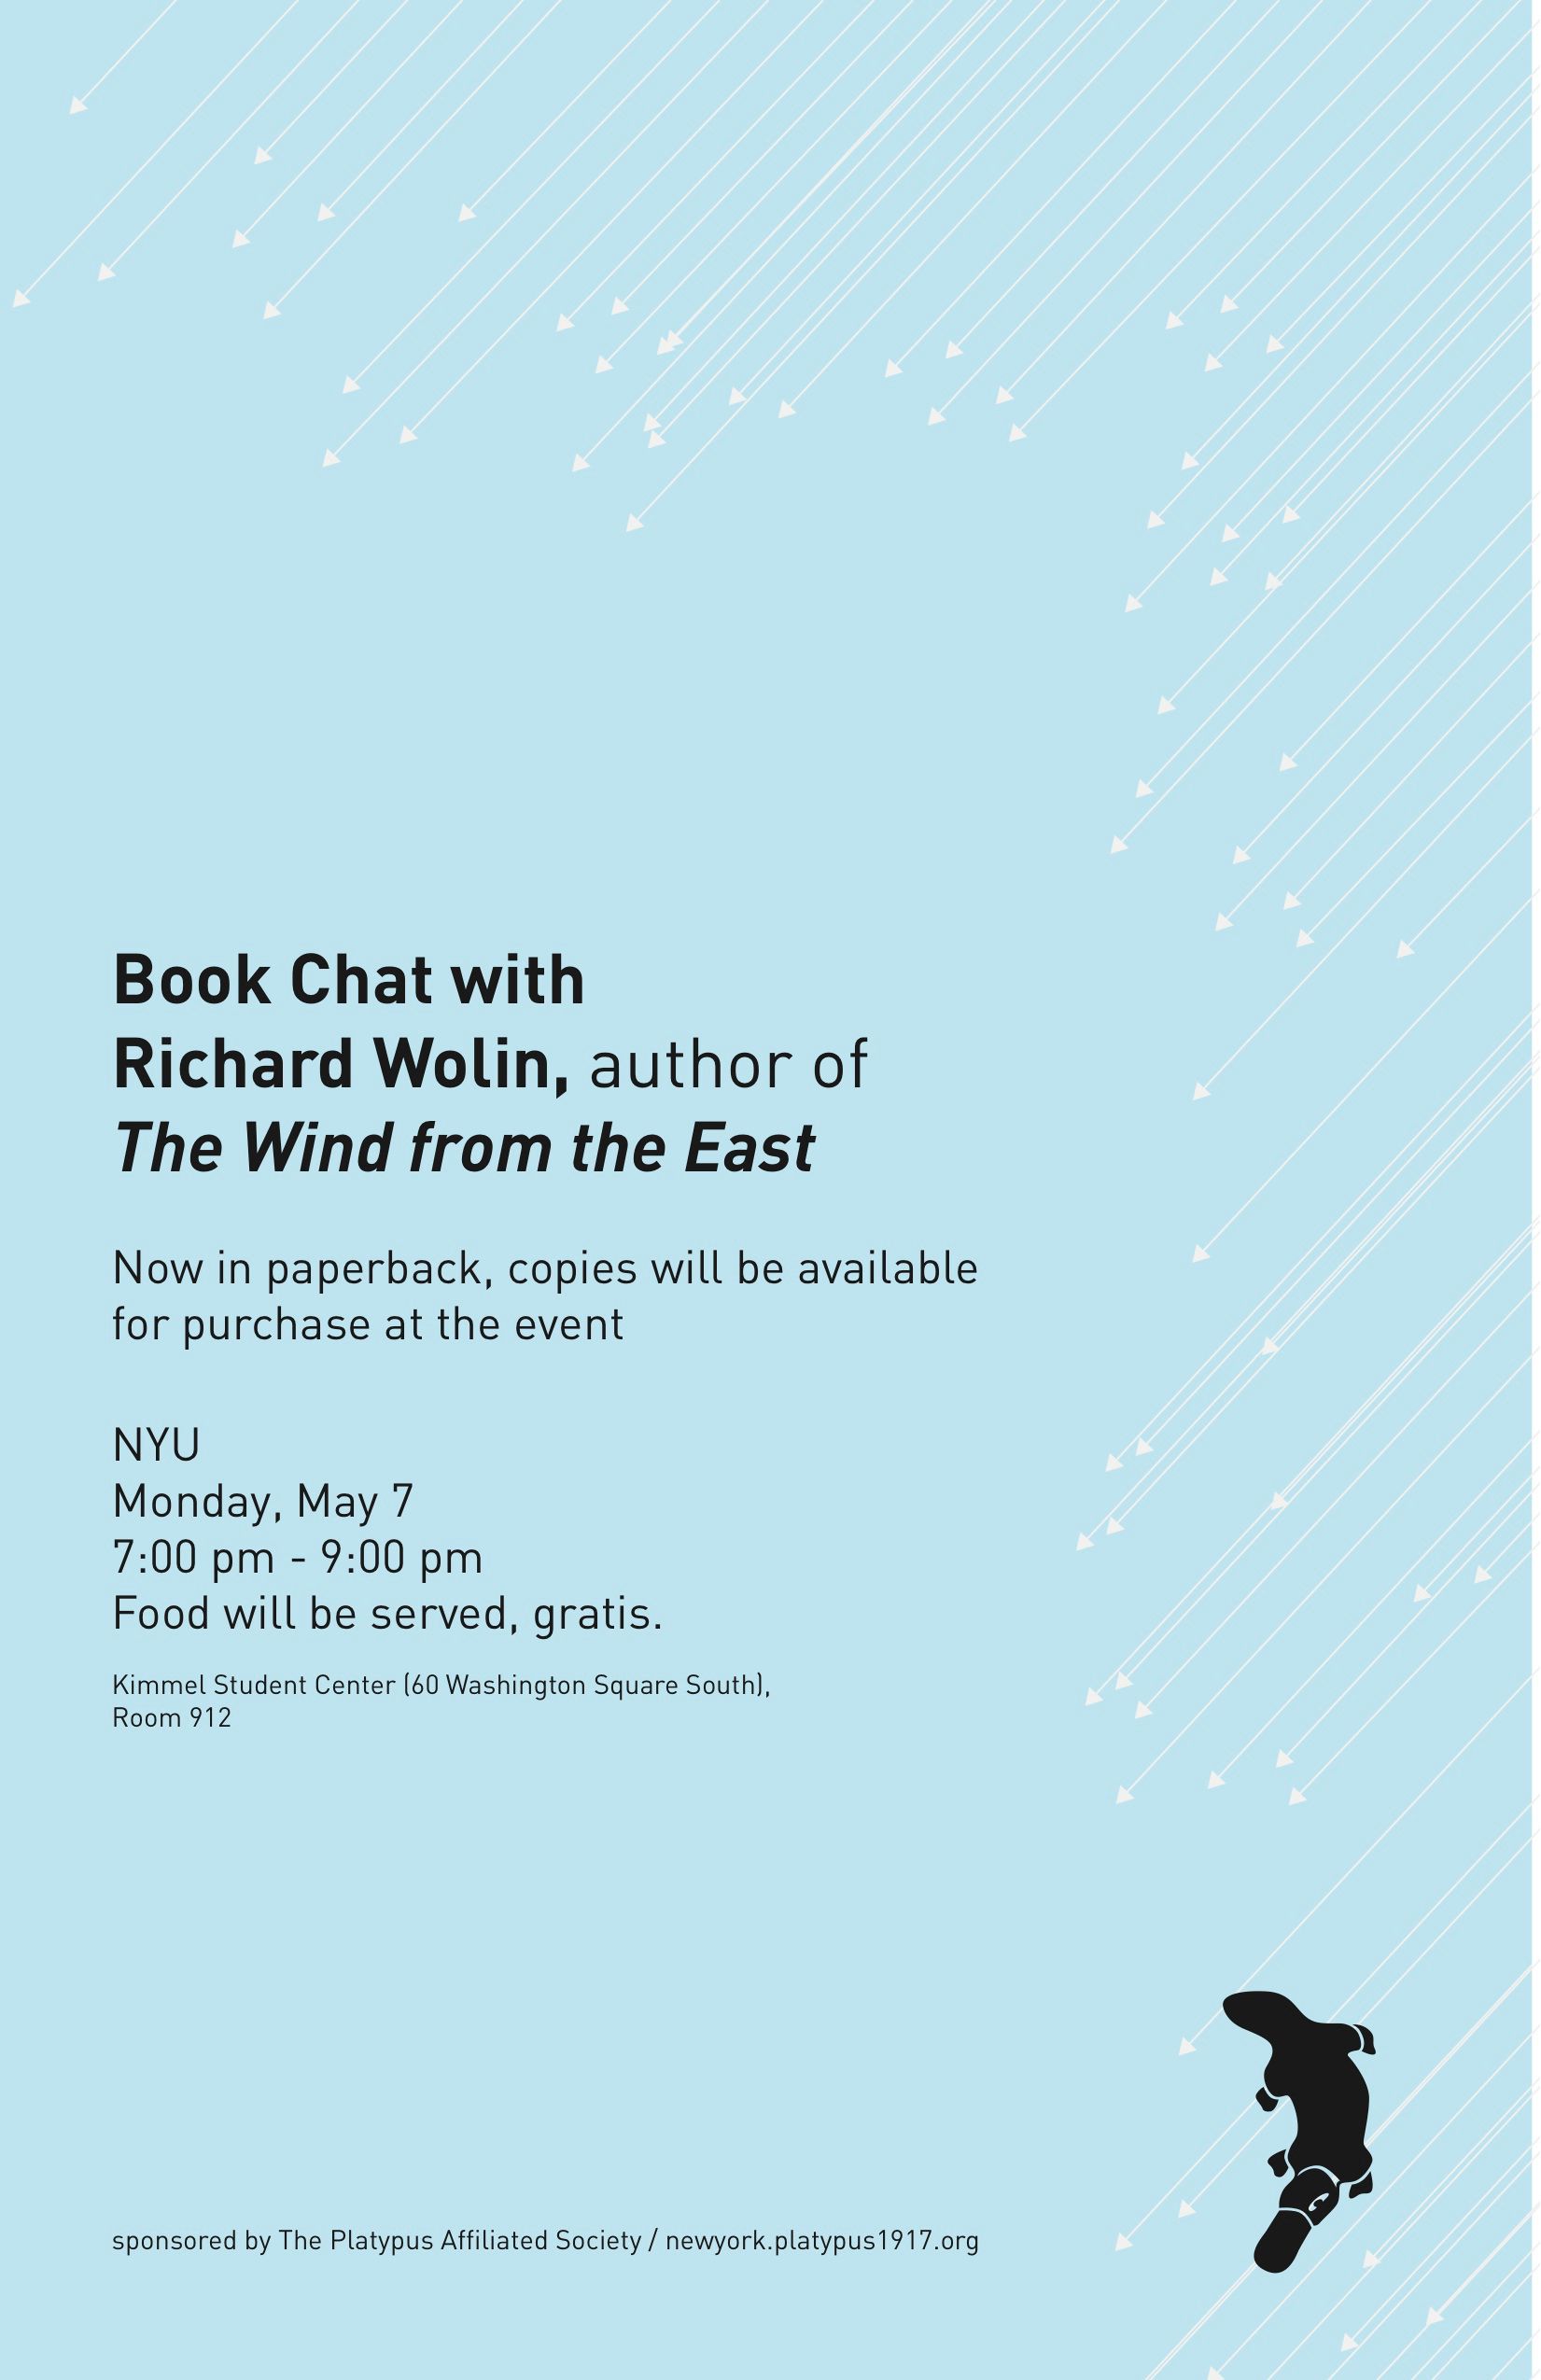 Book Chat with
Richard Wolin, author of
The Wind from the East
Now in paperback, copies will be available
for purchase at the event
NYU
Monday, May 7
7:00 pm - 9:00 pm
Food will be served, gratis.
Kimmel Student Center (60 Washington Square South),
Room 912
sponsored by The Platypus Affiliated Society / newyork.platypus1917.org